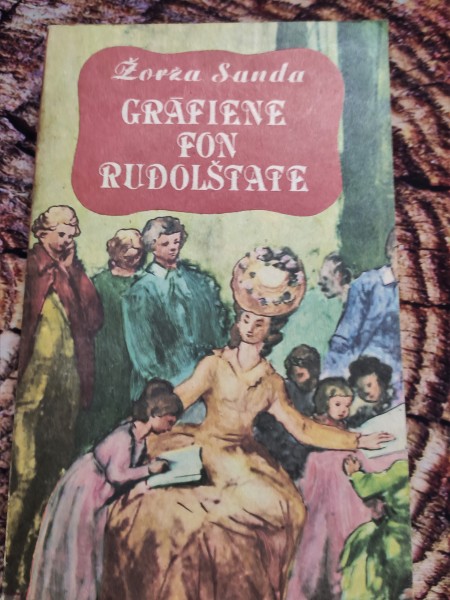 Žorža Sanda
GRĀFIENE
FON
RUDOLŠTATE